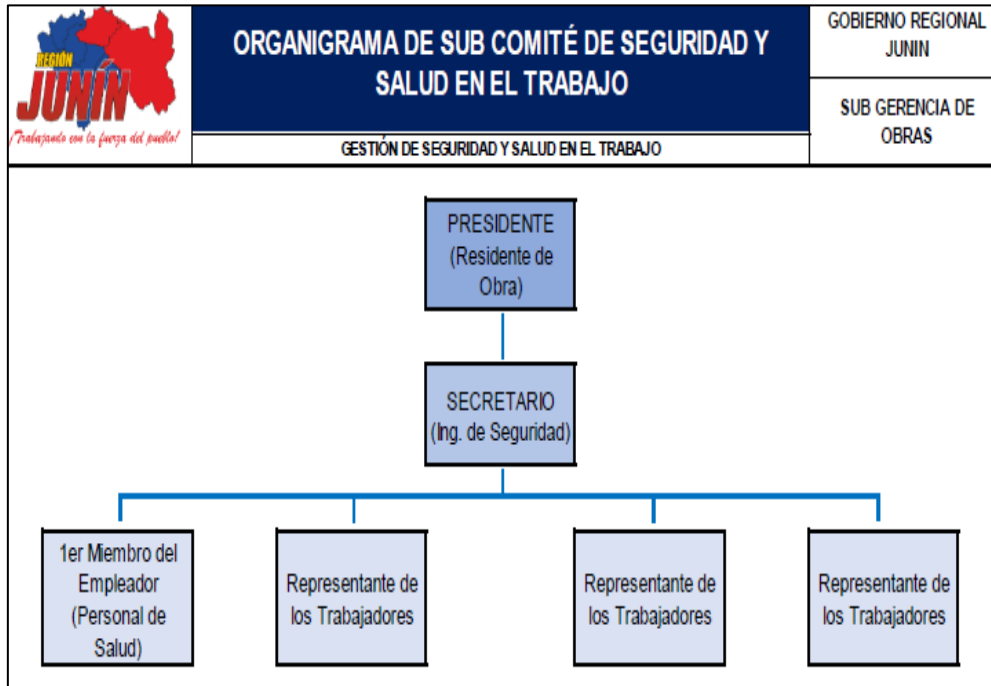 REGIÓN
JUNÍN
¡Trabajando con la fuerza del pueblo!
ORGANIGRAMA DE SUB COMITÉ DE SEGURIDAD Y
SALUD EN EL TRABAJO
GESTIÓN DE SEGURIDAD Y SALUD EN EL TRABAJO
GOBIERNO REGIONAL
JUNIN
SUB GERENCIA DE
OBRAS
PRESIDENTE
(Residente de
Obra)
SECRETARIO
(Ing. de Seguridad)
1er Miembro del
Empleador
(Personal de
Salud)
Representante de
los Trabajadores
Representante de
los Trabajadores
Representante de
los Trabajadores